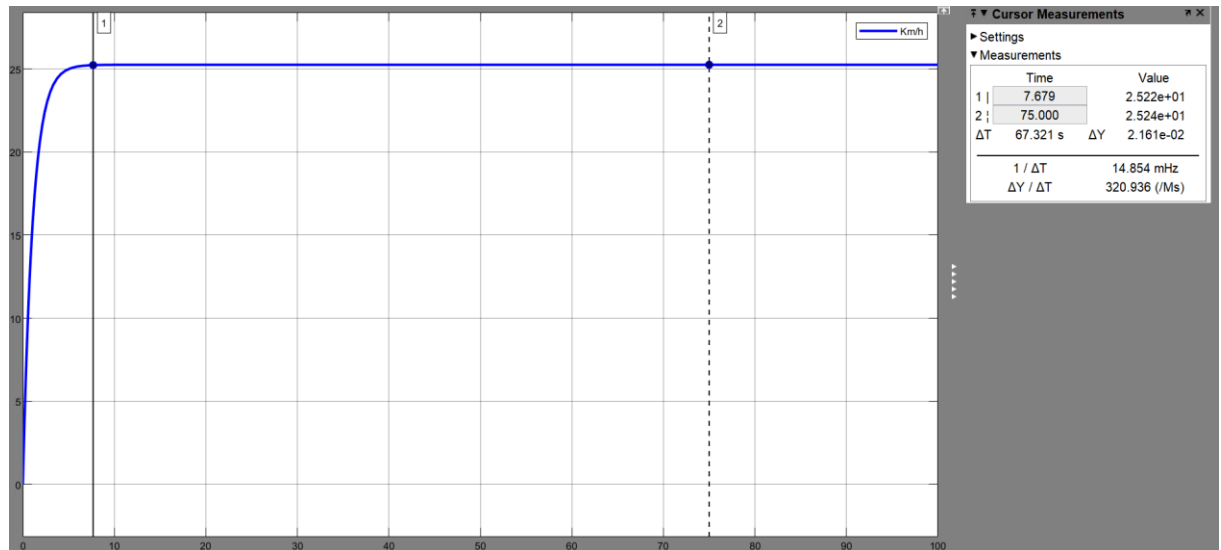 1
2
Km/h
25
20
15
10
5
0
0 10 20 30 40 50 60 70 80 90 100
Cursor Measurements
Settings
Measurements
Time Value
1 | 7.679 2.522e+01
2 ¦ 75.000 2.524e+01
ΔT 67.321 s ΔY 2.161e-02
1 / ΔT 14.854 mHz
ΔY / ΔT 320.936 (/Ms)